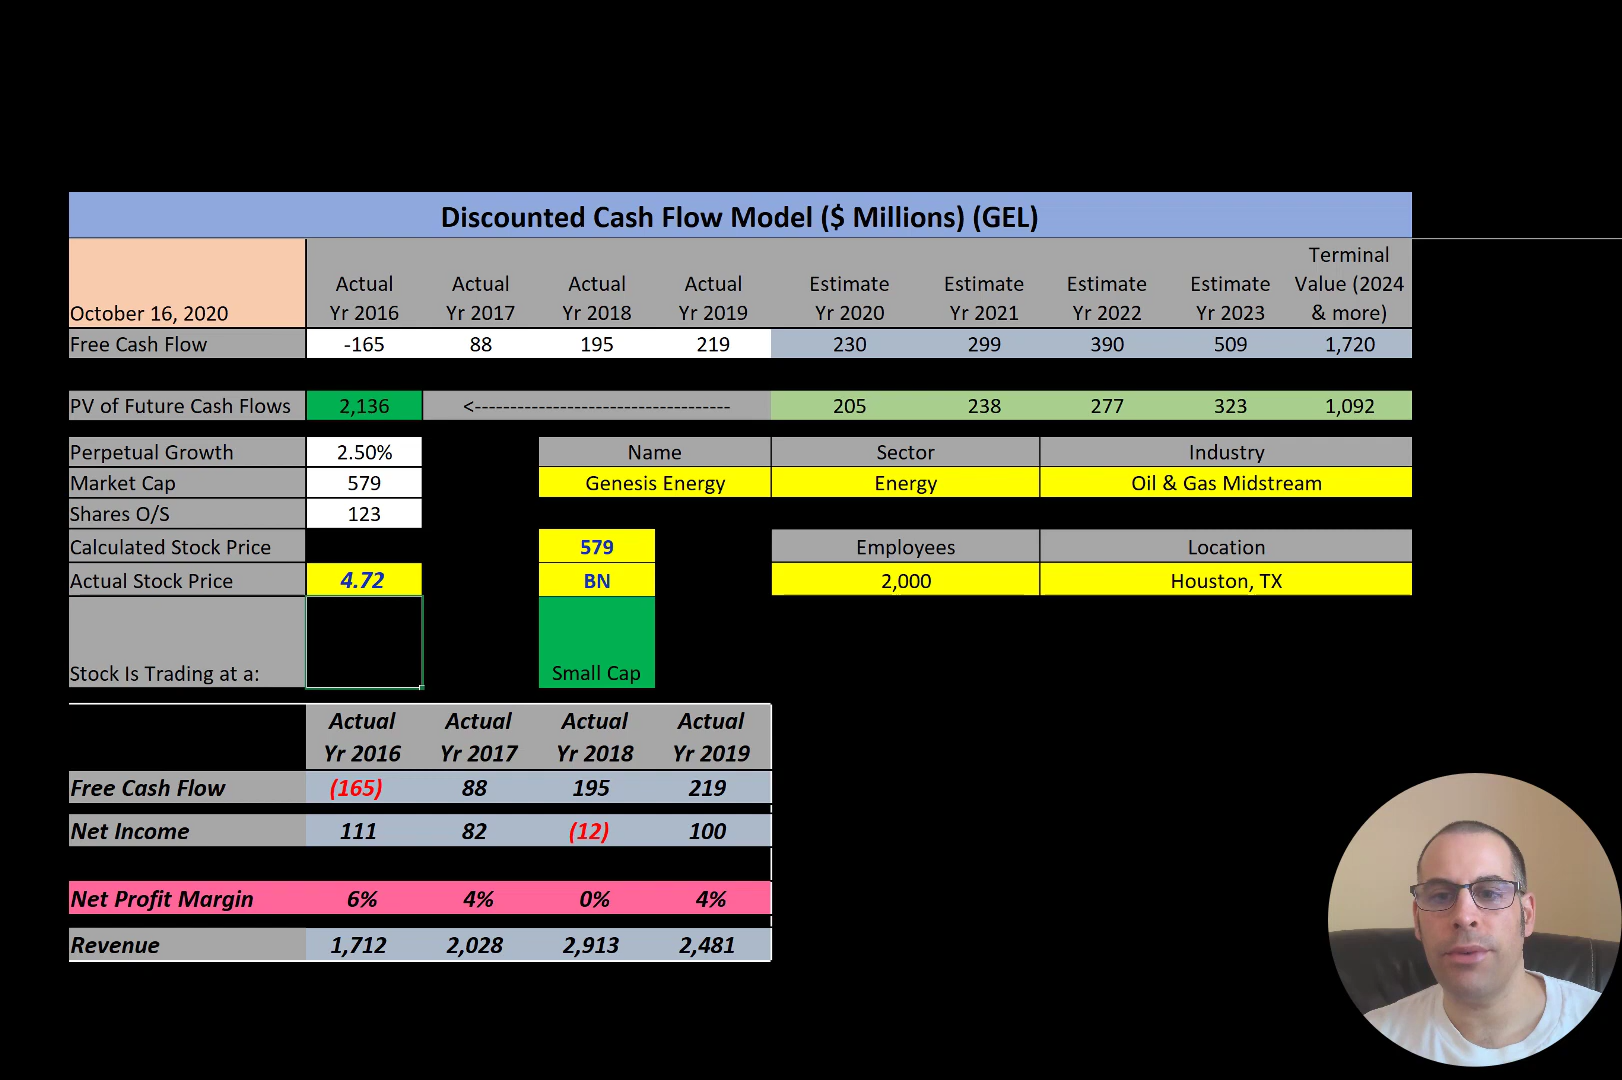 Discounted Cash Flow Model ($ Millions) (GEL)
October 16, 2020 Actual Yr 2016 Actual Yr 2017 Actual Yr 2018 Actual Yr 2019 Estimate Yr 2020 Estimate Yr 2021 Estimate Yr 2022 Estimate Yr 2023 Terminal Value (2024 & more)
Free Cash Flow -165 88 195 219 230 299 390 509 1,720
PV of Future Cash Flows 2,136 <----------------------------------- 205 238 277 323 1,092
Perpetual Growth 2.50% Name Sector Industry
Market Cap 579 Genesis Energy Energy Oil & Gas Midstream
Shares O/S 123
Calculated Stock Price 579 Employees Location
Actual Stock Price 4.72 BN 2,000 Houston, TX
Stock Is Trading at a: Small Cap
Actual Actual Actual Actual
Yr 2016 Yr 2017 Yr 2018 Yr 2019
Free Cash Flow (165) 88 195 219
Net Income 111 82 (12) 100
Net Profit Margin 6% 4% 0% 4%
Revenue 1,712 2,028 2,913 2,481